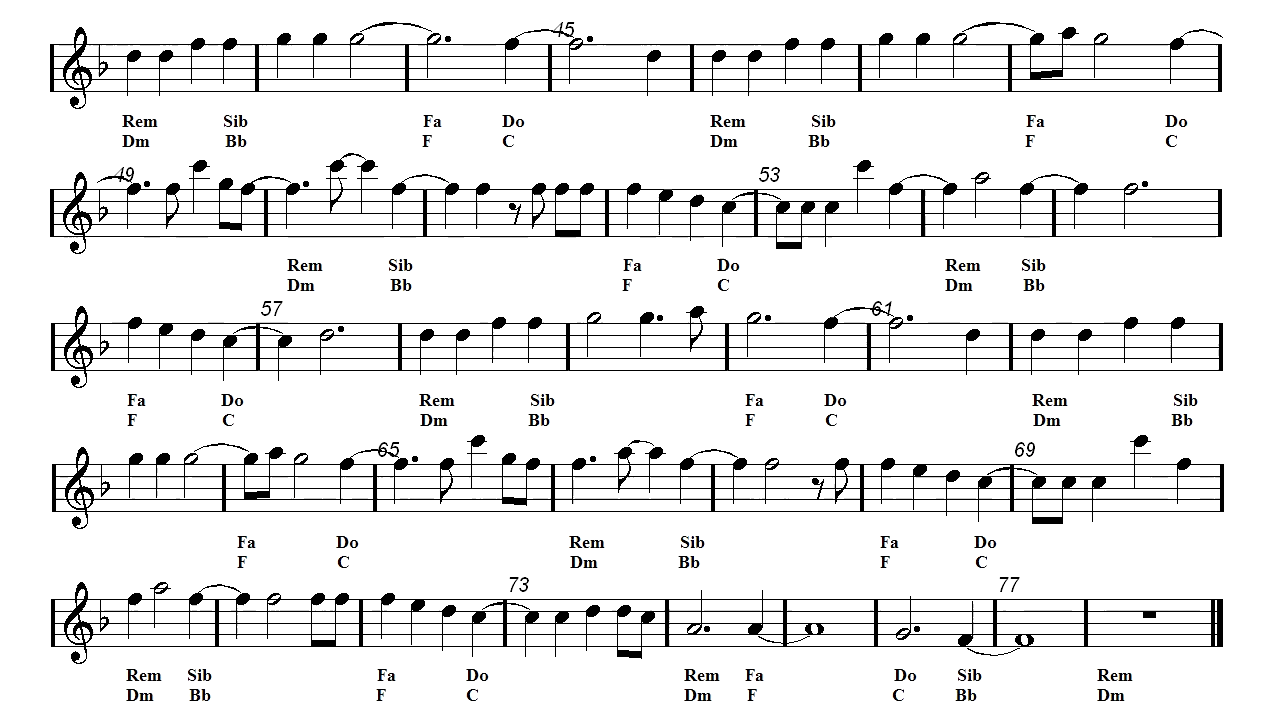 45
Rem Sib Fa Do Rem Sib Fa Do
Dm Bb F C Dm Bb F C
49 53
Rem Sib Fa Do Rem Sib
Dm Bb F C Dm Bb
57 61
Fa Do Rem Sib Fa Do Rem Sib
F C Dm Bb F C Dm Bb
65 69
Fa Do Rem Sib Fa Do
F C Dm Bb F C
73 77
Rem Sib Fa Do Rem Fa Do Sib Rem
Dm Bb F C Dm F C Bb Dm